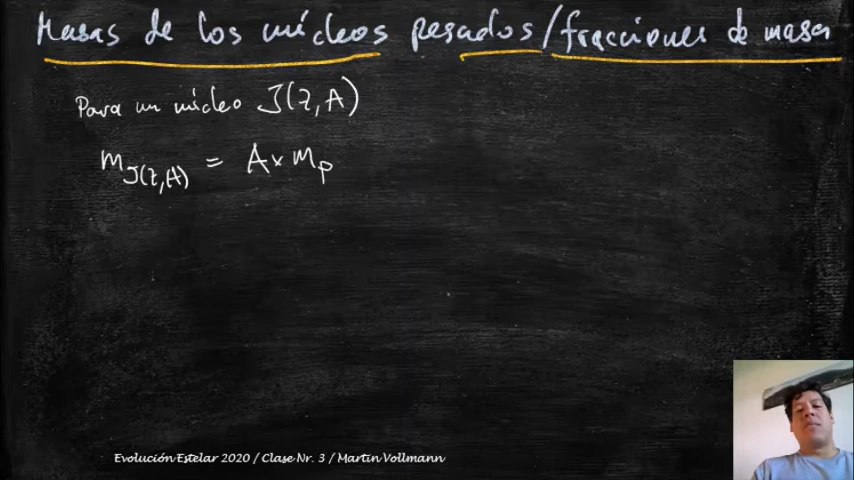 Masas de los núcleos pesados/fracciones de masa
Para un núcleo J(Z,A)
m_J(Z,A) = A × m_p
Evolución Estelar 2020 / Clase Nr. 3 / Martin Vollmann